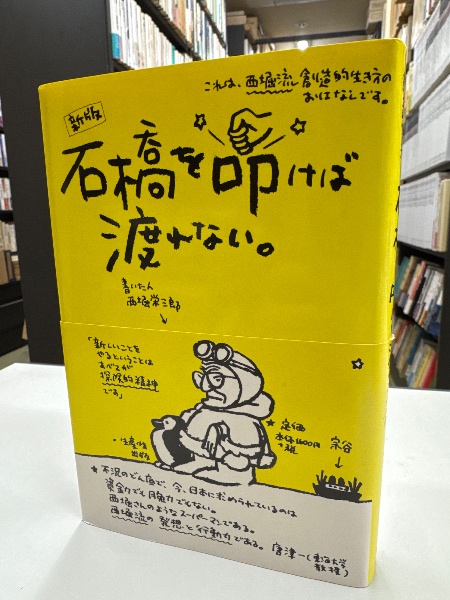 これは、西堀流創造的生き方の
おはなしです。
新版
石橋を叩けば
渡れない。
書いた人
西堀栄三郎
「新しいことを
やるということは
すべてが
探険的精神
です」
定価
本体1600円
+税
宗谷
生産性
出版
★不況のどん底で、今、日本に求められているのは
資金力でも月産力でもない。
西堀さんのようなスーパーマンである。
西堀流の発想と行動力である。
唐津一(東海大学
教授)